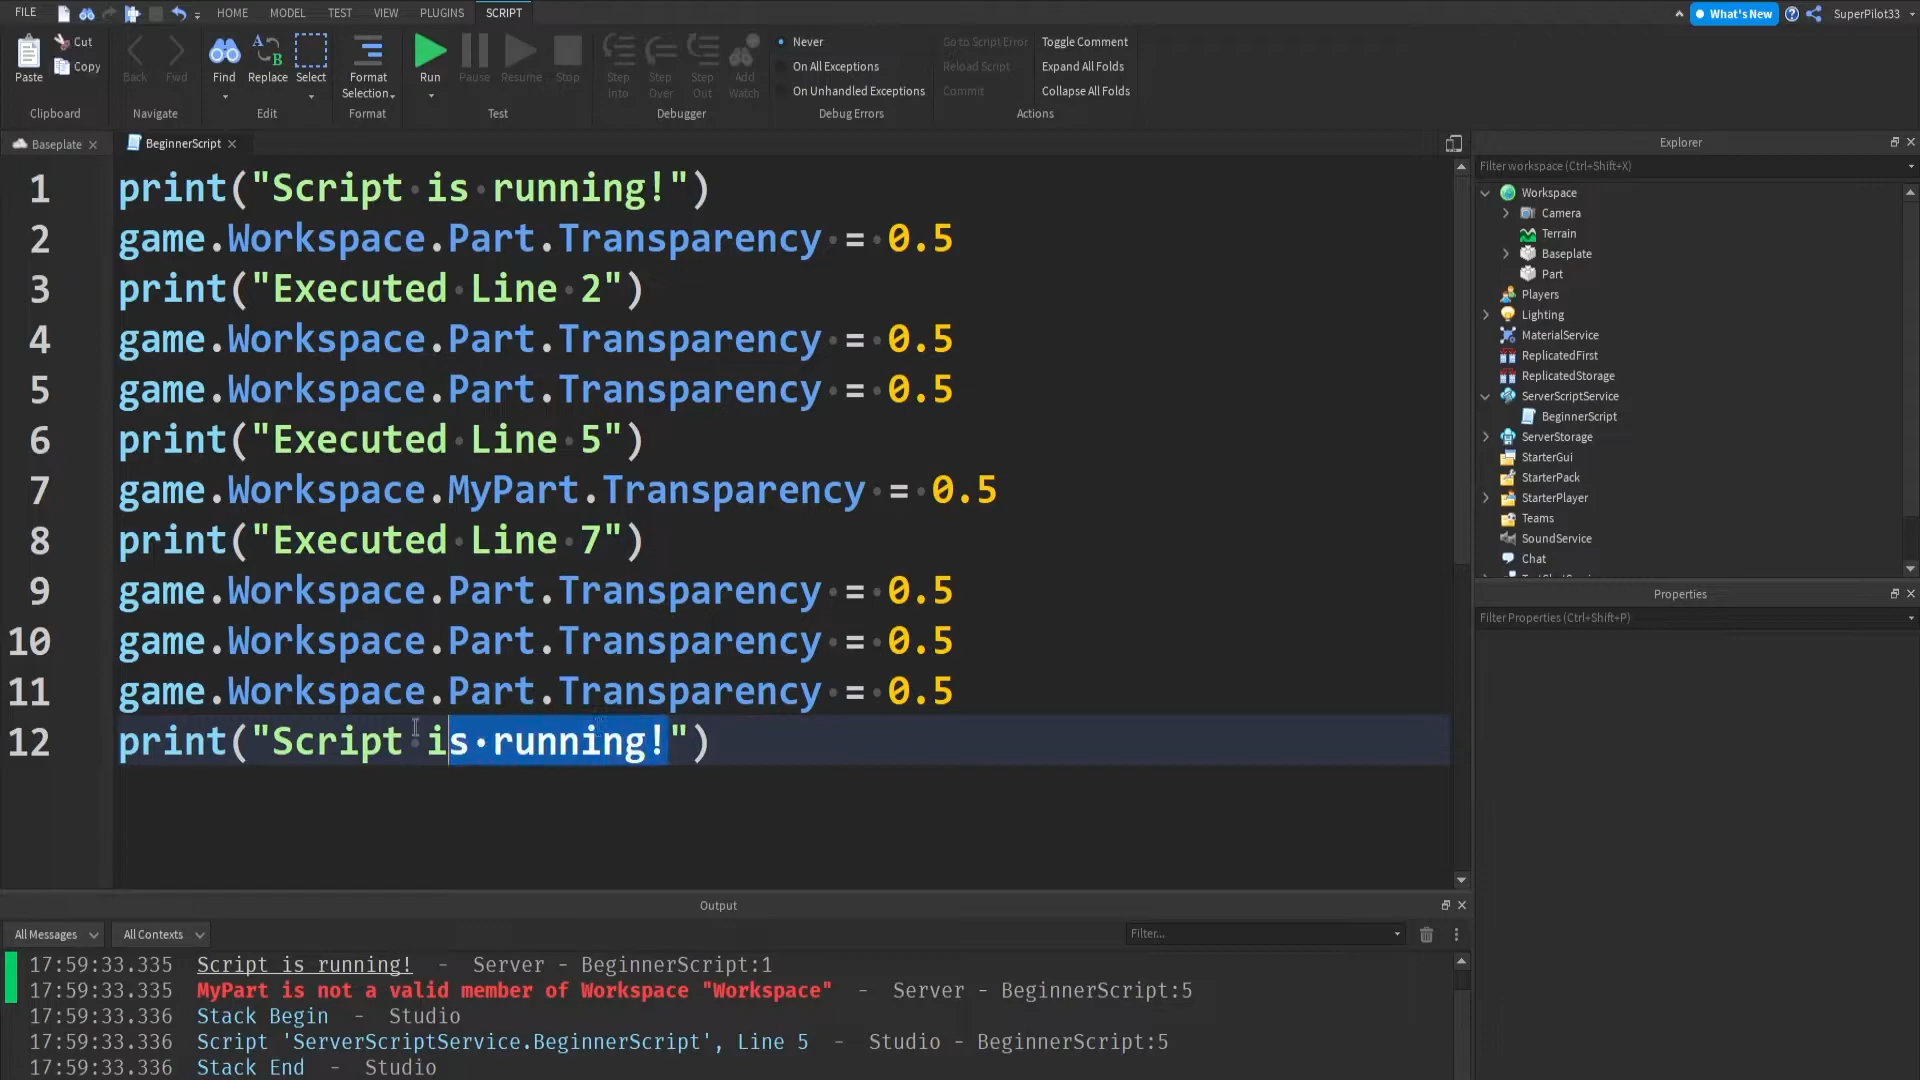 FILE HOME MODEL TEST VIEW PLUGINS SCRIPT What's New SuperPilot33
Paste Cut Copy Clipboard
Back Fwd Navigate
Find Replace Select Edit
Format Selection Format
Run Pause Resume Stop Test
Step Into Step Over Step Out Add Watch Debugger
Never
On All Exceptions
On Unhandled Exceptions
Debug Errors
Go to Script Error
Reload Script
Commit
Toggle Comment
Expand All Folds
Collapse All Folds
Actions
Baseplate BeginnerScript
1 print("Script is running!")
2 game.Workspace.Part.Transparency = 0.5
3 print("Executed Line 2")
4 game.Workspace.Part.Transparency = 0.5
5 game.Workspace.Part.Transparency = 0.5
6 print("Executed Line 5")
7 game.Workspace.MyPart.Transparency = 0.5
8 print("Executed Line 7")
9 game.Workspace.Part.Transparency = 0.5
10 game.Workspace.Part.Transparency = 0.5
11 game.Workspace.Part.Transparency = 0.5
12 print("Script is running!")
Explorer
Filter workspace (Ctrl+Shift+X)
Workspace
Camera
Terrain
Baseplate
Part
Players
Lighting
MaterialService
ReplicatedFirst
ReplicatedStorage
ServerScriptService
BeginnerScript
ServerStorage
StarterGui
StarterPack
StarterPlayer
Teams
SoundService
Chat
Properties
Filter Properties (Ctrl+Shift+P)
Output
All Messages All Contexts Filter...
17:59:33.335 Script is running! - Server - BeginnerScript:1
17:59:33.335 MyPart is not a valid member of Workspace "Workspace" - Server - BeginnerScript:5
17:59:33.336 Stack Begin - Studio
17:59:33.336 Script 'ServerScriptService.BeginnerScript', Line 5 - Studio - BeginnerScript:5
17:59:33.336 Stack End - Studio